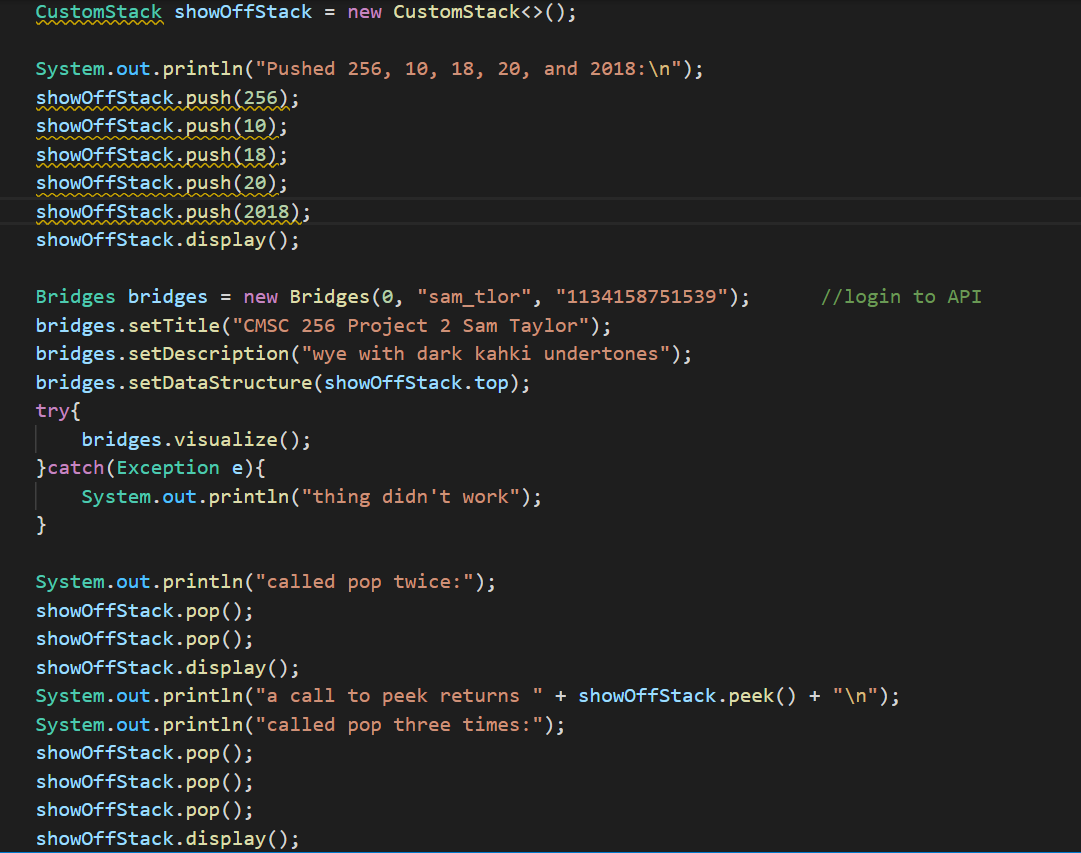 CustomStack showOffStack = new CustomStack<>();
System.out.println("Pushed 256, 10, 18, 20, and 2018:\n");
showOffStack.push(256);
showOffStack.push(10);
showOffStack.push(18);
showOffStack.push(20);
showOffStack.push(2018);
showOffStack.display();
Bridges bridges = new Bridges(0, "sam_tlor", "1134158751539");      //login to API
bridges.setTitle("CMSC 256 Project 2 Sam Taylor");
bridges.setDescription("wye with dark kahki undertones");
bridges.setDataStructure(showOffStack.top);
try{
    bridges.visualize();
}catch(Exception e){
    System.out.println("thing didn't work");
}
System.out.println("called pop twice:");
showOffStack.pop();
showOffStack.pop();
showOffStack.display();
System.out.println("a call to peek returns " + showOffStack.peek() + "\n");
System.out.println("called pop three times:");
showOffStack.pop();
showOffStack.pop();
showOffStack.pop();
showOffStack.display();